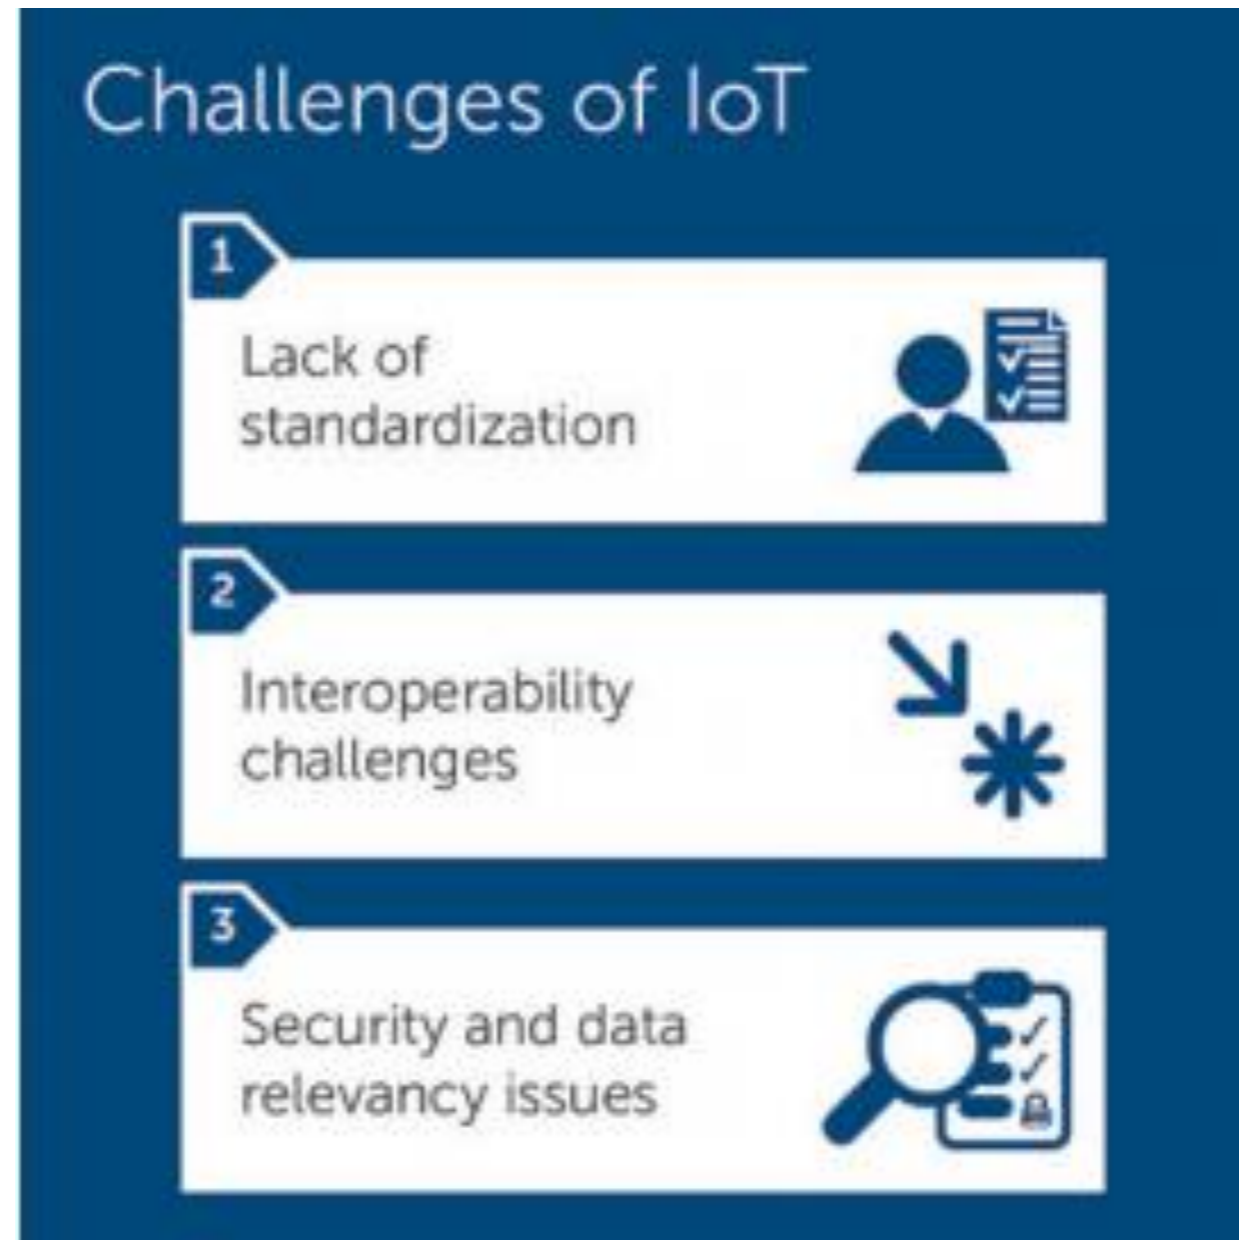 Challenges of IoT
1
Lack of
standardization
2
Interoperability
challenges
3
Security and data
relevancy issues